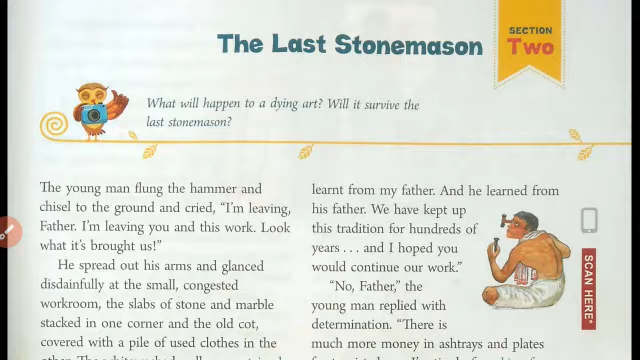 The Last Stonemason
SECTION
Two
What will happen to a dying art? Will it survive the
last stonemason?
The young man flung the hammer and
chisel to the ground and cried, “I’m leaving,
Father. I’m leaving you and this work. Look
what it’s brought us!”
He spread out his arms and glanced
disdainfully at the small, congested
workroom, the slabs of stone and marble
stacked in one corner and the old cot,
covered with a pile of used clothes in the
learnt from my father. And he learned from
his father. We have kept up
this tradition for hundreds of
years . . . and I hoped you
would continue our work.”
“No, Father,” the
young man replied with
determination. “There is
much more money in ashtrays and plates
SCAN HERE*